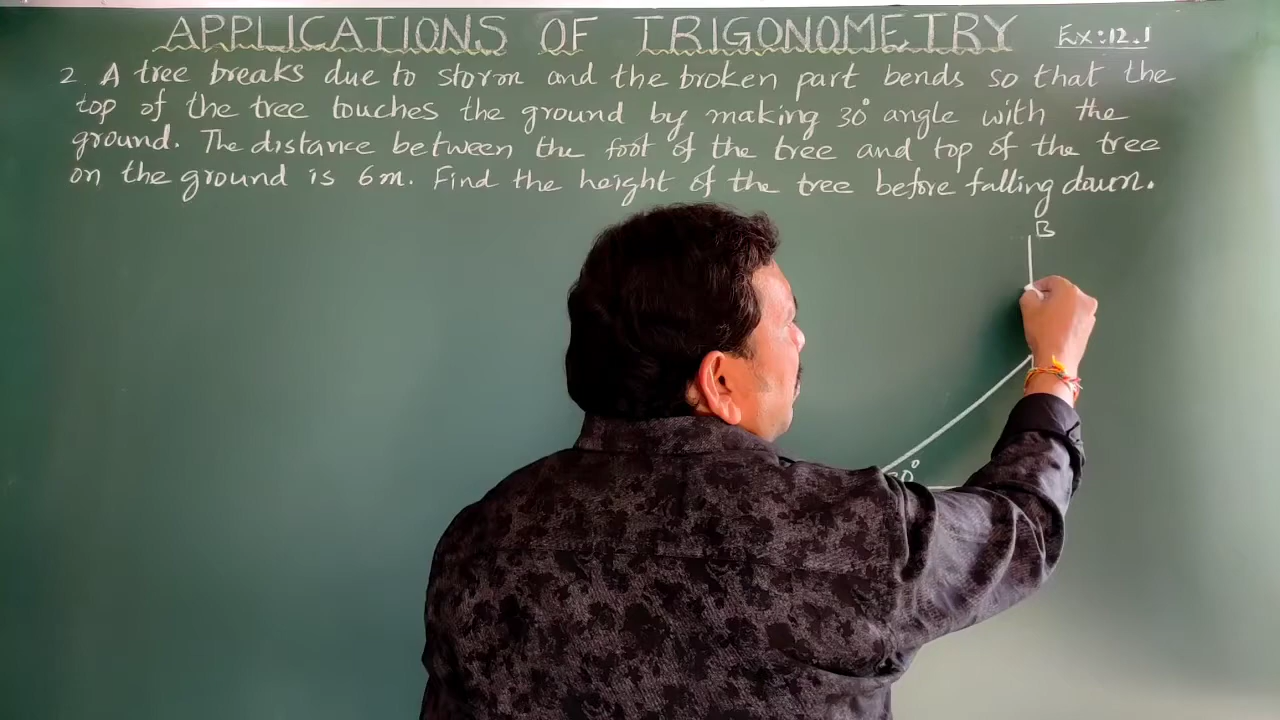 APPLICATIONS OF TRIGONOMETRY Ex:12.1
2 A tree breaks due to storm and the broken part bends so that the
top of the tree touches the ground by making 30° angle with the
ground. The distance between the foot of the tree and top of the tree
on the ground is 6m. Find the height of the tree before falling down.
B
30°